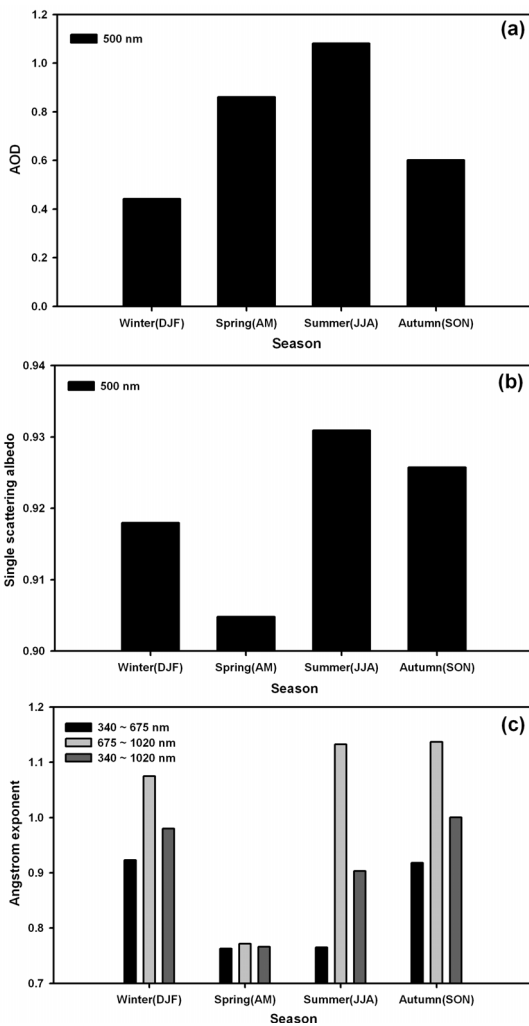 (a)
500 nm
1.2
1.0
0.8
0.6
0.4
0.2
0.0
AOD
Winter(DJF) Spring(AM) Summer(JJA) Autumn(SON)
Season
(b)
500 nm
0.94
0.93
0.92
0.91
0.90
Single scattering albedo
Winter(DJF) Spring(AM) Summer(JJA) Autumn(SON)
Season
(c)
340 ~ 675 nm
675 ~ 1020 nm
340 ~ 1020 nm
1.2
1.1
1.0
0.9
0.8
0.7
Angstrom exponent
Winter(DJF) Spring(AM) Summer(JJA) Autumn(SON)
Season